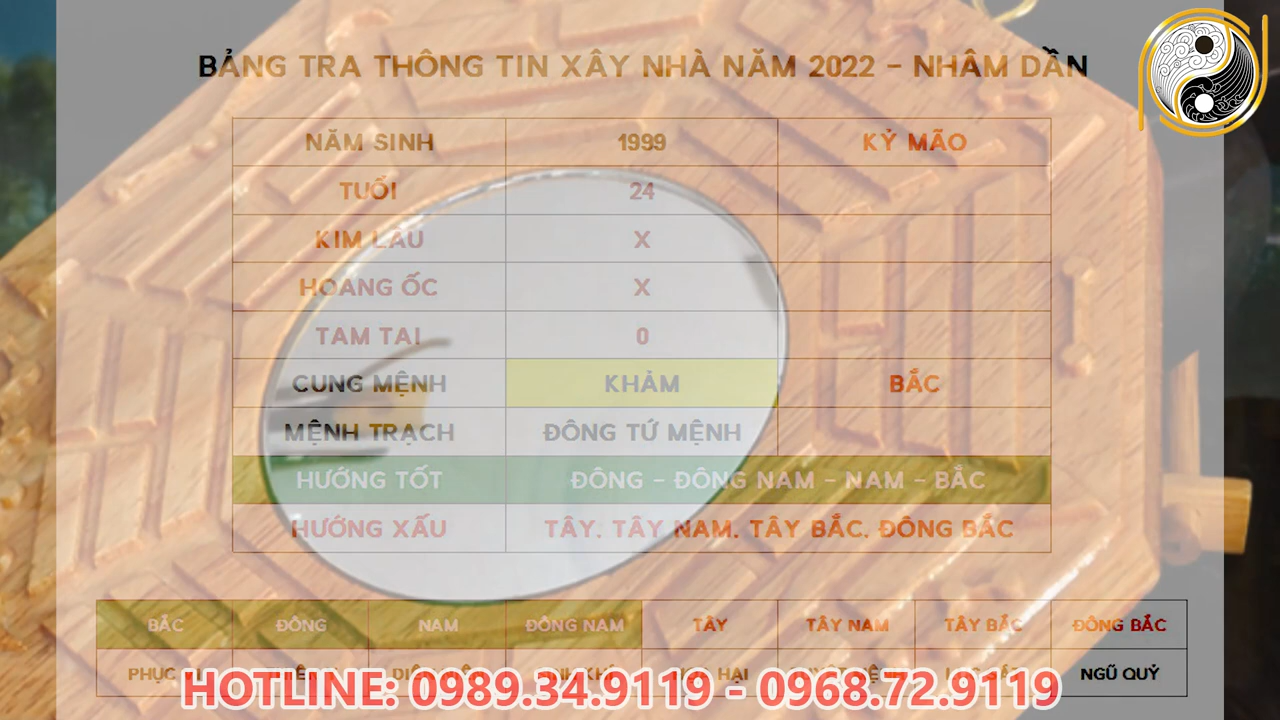 BẢNG TRA THÔNG TIN XÂY NHÀ NĂM 2022 - NHÂM DẦN
NĂM SINH 1999 KỶ MÃO
TUỔI 24
KIM LÂU X
HOANG ỐC X
TAM TAI 0
CUNG MỆNH KHẢM BẮC
MỆNH TRẠCH ĐÔNG TỨ MỆNH
HƯỚNG TỐT ĐÔNG - ĐÔNG NAM - NAM - BẮC
HƯỚNG XẤU TÂY, TÂY NAM, TÂY BẮC, ĐÔNG BẮC
BẮC ĐÔNG NAM ĐÔNG NAM TÂY TÂY NAM TÂY BẮC ĐÔNG BẮC
PHỤC HẠI NGŨ QUỶ
HOTLINE: 0989.34.9119 - 0968.72.9119